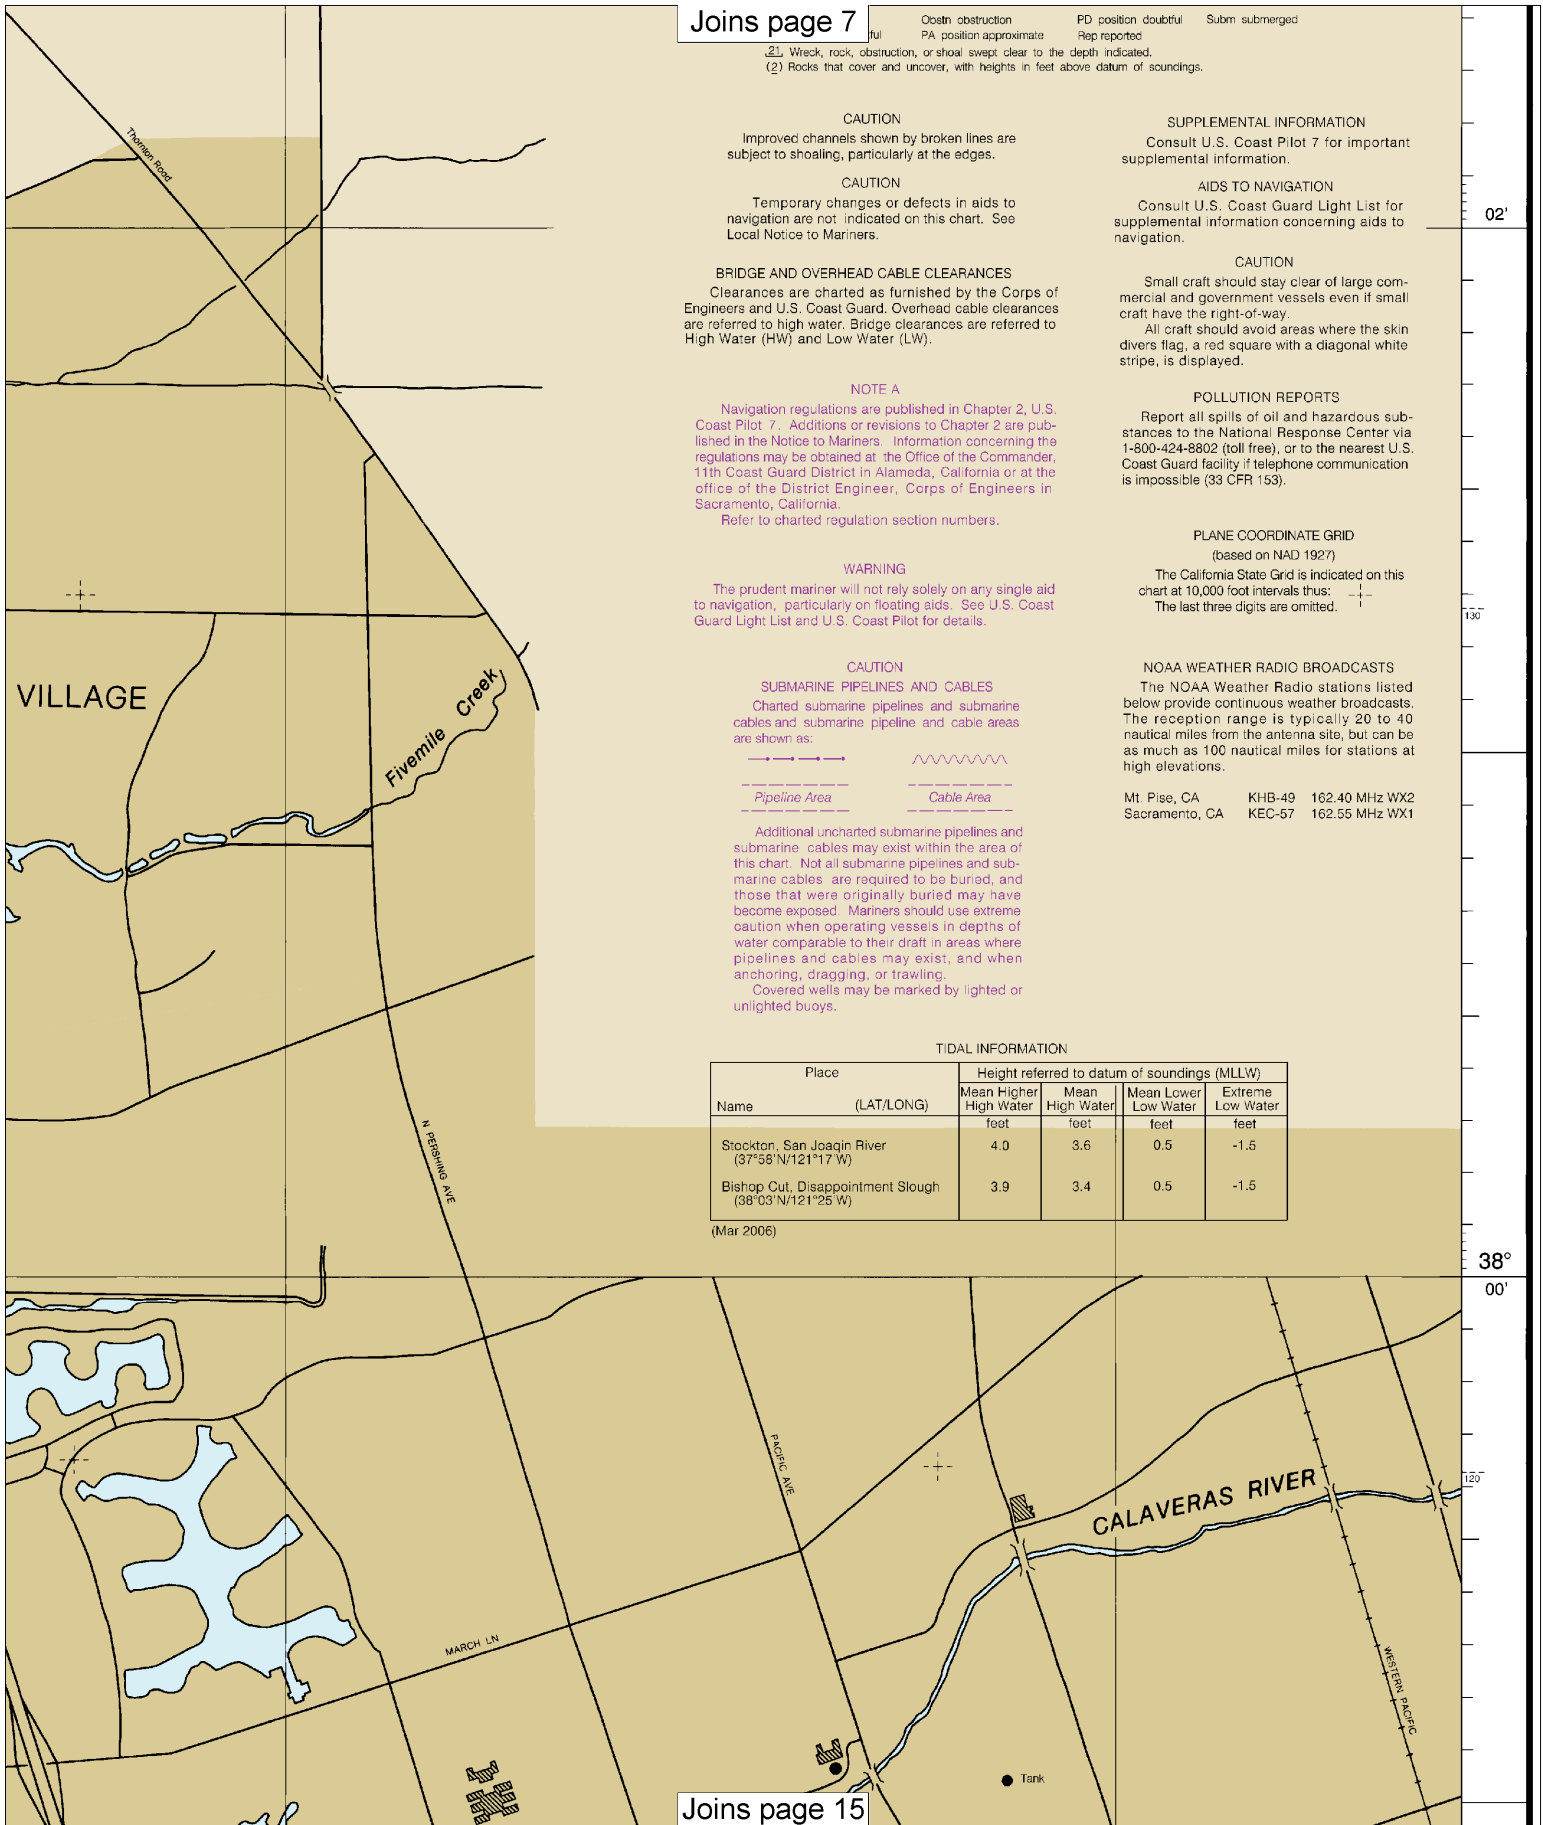 Joins page 7
Obstn obstruction PD position doubtful Subm submerged
ful PA position approximate Rep reported
21 Wreck, rock, obstruction, or shoal swept clear to the depth indicated.
(2) Rocks that cover and uncover, with heights in feet above datum of soundings.
CAUTION
Improved channels shown by broken lines are
subject to shoaling, particularly at the edges.
CAUTION
Temporary changes or defects in aids to
navigation are not indicated on this chart. See
Local Notice to Mariners.
BRIDGE AND OVERHEAD CABLE CLEARANCES
Clearances are charted as furnished by the Corps of
Engineers and U.S. Coast Guard. Overhead cable clearances
are referred to high water. Bridge clearances are referred to
High Water (HW) and Low Water (LW).
NOTE A
Navigation regulations are published in Chapter 2, U.S.
Coast Pilot 7. Additions or revisions to Chapter 2 are pub-
lished in the Notice to Mariners. Information concerning the
regulations may be obtained at the Office of the Commander,
11th Coast Guard District in Alameda, California or at the
office of the District Engineer, Corps of Engineers in
Sacramento, California.
Refer to charted regulation section numbers.
WARNING
The prudent mariner will not rely solely on any single aid
to navigation, particularly on floating aids. See U.S. Coast
Guard Light List and U.S. Coast Pilot for details.
CAUTION
SUBMARINE PIPELINES AND CABLES
Charted submarine pipelines and submarine
cables and submarine pipeline and cable areas
are shown as:
Pipeline Area Cable Area
Additional uncharted submarine pipelines and
submarine cables may exist within the area of
this chart. Not all submarine pipelines and sub-
marine cables are required to be buried, and
those that were originally buried may have
become exposed. Mariners should use extreme
caution when operating vessels in depths of
water comparable to their draft in areas where
pipelines and cables may exist, and when
anchoring, dragging, or trawling.
Covered wells may be marked by lighted or
unlighted buoys.
SUPPLEMENTAL INFORMATION
Consult U.S. Coast Pilot 7 for important
supplemental information.
AIDS TO NAVIGATION
Consult U.S. Coast Guard Light List for
supplemental information concerning aids to
navigation.
CAUTION
Small craft should stay clear of large com-
mercial and government vessels even if small
craft have the right-of-way.
All craft should avoid areas where the skin
divers flag, a red square with a diagonal white
stripe, is displayed.
POLLUTION REPORTS
Report all spills of oil and hazardous sub-
stances to the National Response Center via
1-800-424-8802 (toll free), or to the nearest U.S.
Coast Guard facility if telephone communication
is impossible (33 CFR 153).
PLANE COORDINATE GRID
(based on NAD 1927)
The California State Grid is indicated on this
chart at 10,000 foot intervals thus:
The last three digits are omitted.
NOAA WEATHER RADIO BROADCASTS
The NOAA Weather Radio stations listed
below provide continuous weather broadcasts.
The reception range is typically 20 to 40
nautical miles from the antenna site, but can be
as much as 100 nautical miles for stations at
high elevations.
Mt. Pise, CA KHB-49 162.40 MHz WX2
Sacramento, CA KEC-57 162.55 MHz WX1
TIDAL INFORMATION
Place Height referred to datum of soundings (MLLW)
Name (LAT/LONG) Mean Higher High Water Mean High Water Mean Lower Low Water Extreme Low Water
feet feet feet feet
Stockton, San Joaqin River 4.0 3.6 0.5 -1.5
(37°58'N/121°17'W)
Bishop Cut, Disappointment Slough 3.9 3.4 0.5 -1.5
(38°03'N/121°25'W)
(Mar 2006)
Thornton Road
VILLAGE
Fivemile Creek
N PERSHING AVE
PACIFIC AVE
MARCH LN
CALAVERAS RIVER
WESTERN PACIFIC
Tank
02'
130
38°
00'
120
Joins page 15